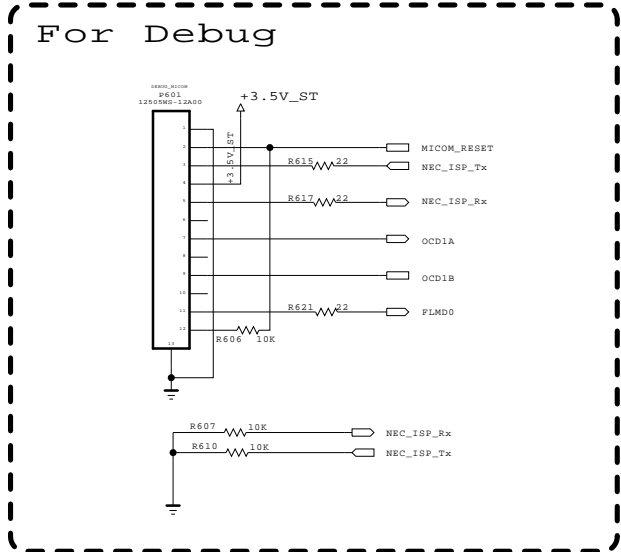 For Debug
DEBUG_MICOM
P601
12505WS-12A00
+3.5V_ST
+3.5V_ST
1
2
MICOM_RESET
3
R615
22
NEC_ISP_Tx
4
5
R617
22
NEC_ISP_Rx
6
7
OCD1A
8
9
OCD1B
10
11
R621
22
FLMD0
12
R606
10K
13
R607
10K
NEC_ISP_Rx
R610
10K
NEC_ISP_Tx